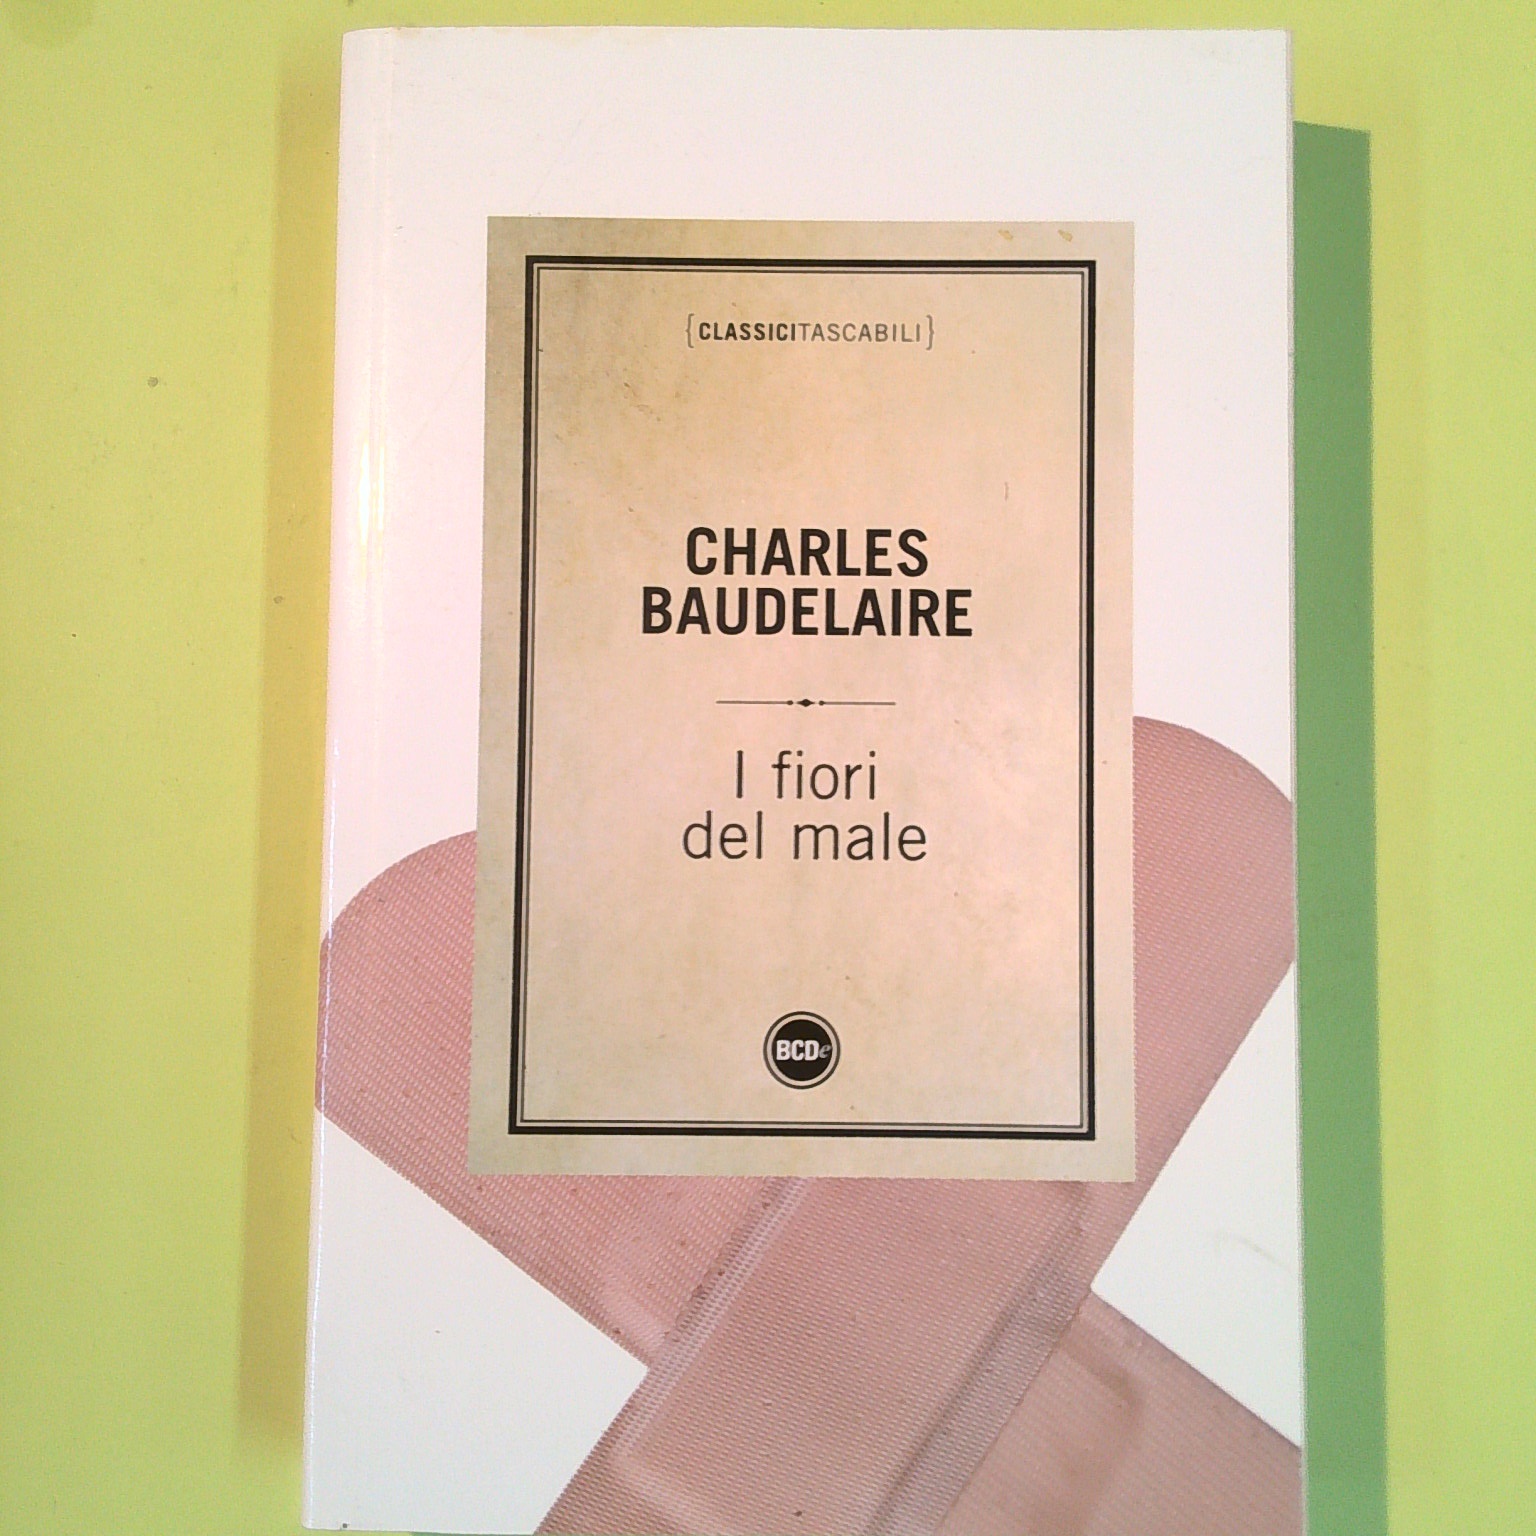 {CLASSICITASCABILI}
CHARLES
BAUDELAIRE
I fiori
del male
BCDe